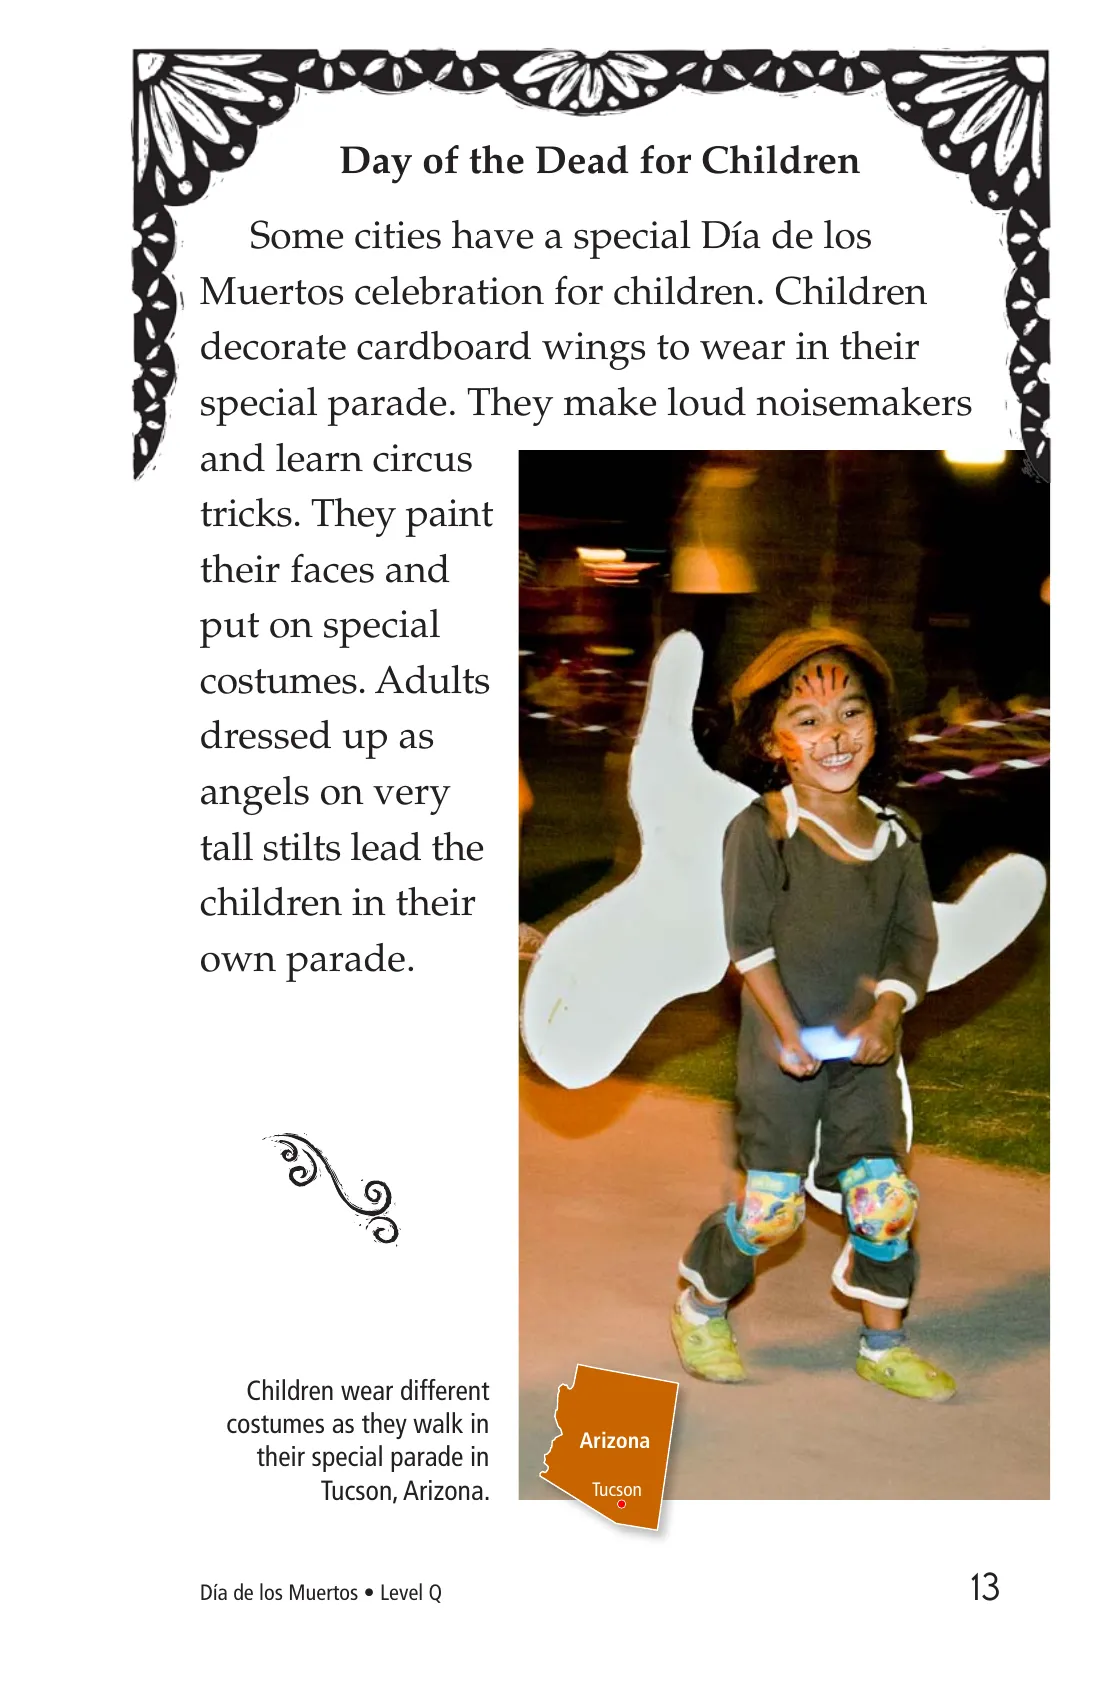 Day of the Dead for Children
Some cities have a special Día de los
Muertos celebration for children. Children
decorate cardboard wings to wear in their
special parade. They make loud noisemakers
and learn circus
tricks. They paint
their faces and
put on special
costumes. Adults
dressed up as
angels on very
tall stilts lead the
children in their
own parade.
Children wear different
costumes as they walk in
their special parade in
Tucson, Arizona.
Arizona
Tucson
Día de los Muertos • Level Q
13